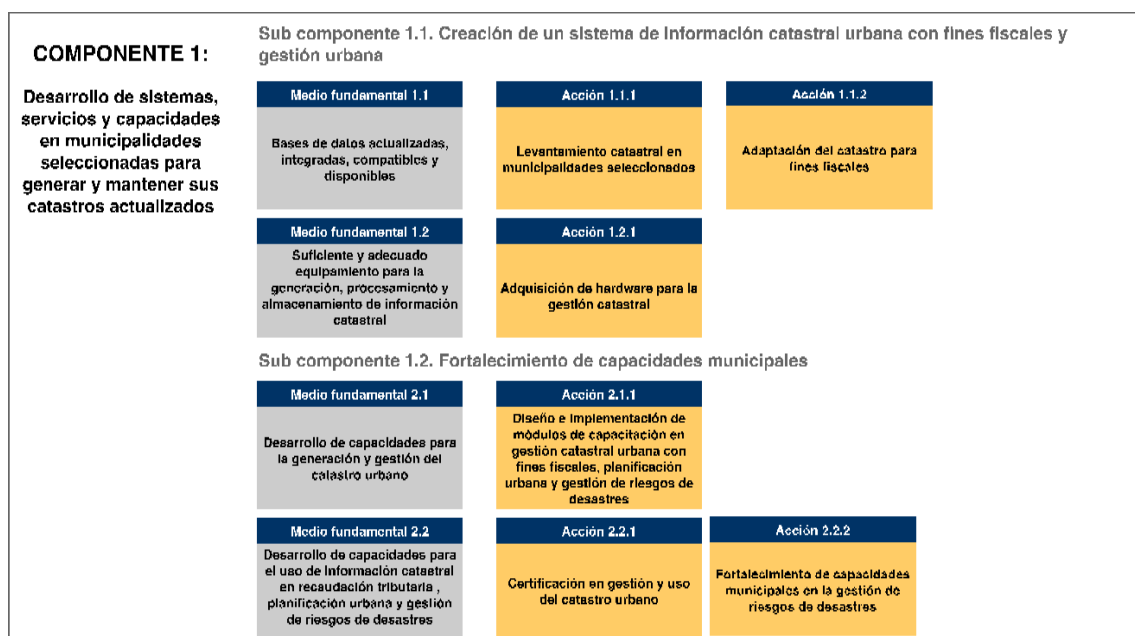 COMPONENTE 1:
Desarrollo de sistemas,
servicios y capacidades
en municipalidades
seleccionadas para
generar y mantener sus
catastros actualizados
Sub componente 1.1. Creación de un sistema de información catastral urbana con fines fiscales y
gestión urbana
Medio fundamental 1.1
Bases de datos actualizadas,
integradas, compatibles y
disponibles
Acción 1.1.1
Levantamiento catastral en
municipalidades seleccionados
Acción 1.1.2
Adaptación del catastro para
fines fiscales
Medio fundamental 1.2
Suficiente y adecuado
equipamiento para la
generación, procesamiento y
almacenamiento de información
catastral
Acción 1.2.1
Adquisición de hardware para la
gestión catastral
Sub componente 1.2. Fortalecimiento de capacidades municipales
Medio fundamental 2.1
Desarrollo de capacidades para
la generación y gestión del
catastro urbano
Acción 2.1.1
Diseño e implementación de
módulos de capacitación en
gestión catastral urbana con
fines fiscales, planificación
urbana y gestión de riesgos de
desastres
Medio fundamental 2.2
Desarrollo de capacidades para
el uso de información catastral
en recaudación tributaria ,
planificación urbana y gestión
de riesgos de desastres
Acción 2.2.1
Certificación en gestión y uso
del catastro urbano
Acción 2.2.2
Fortalecimiento de capacidades
municipales en la gestión de
riesgos de desastres